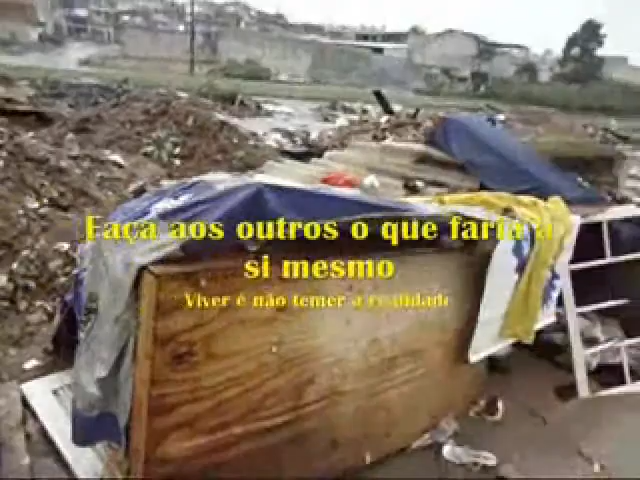 Faça aos outros o que faria a
si mesmo
Viver é não temer a realidade